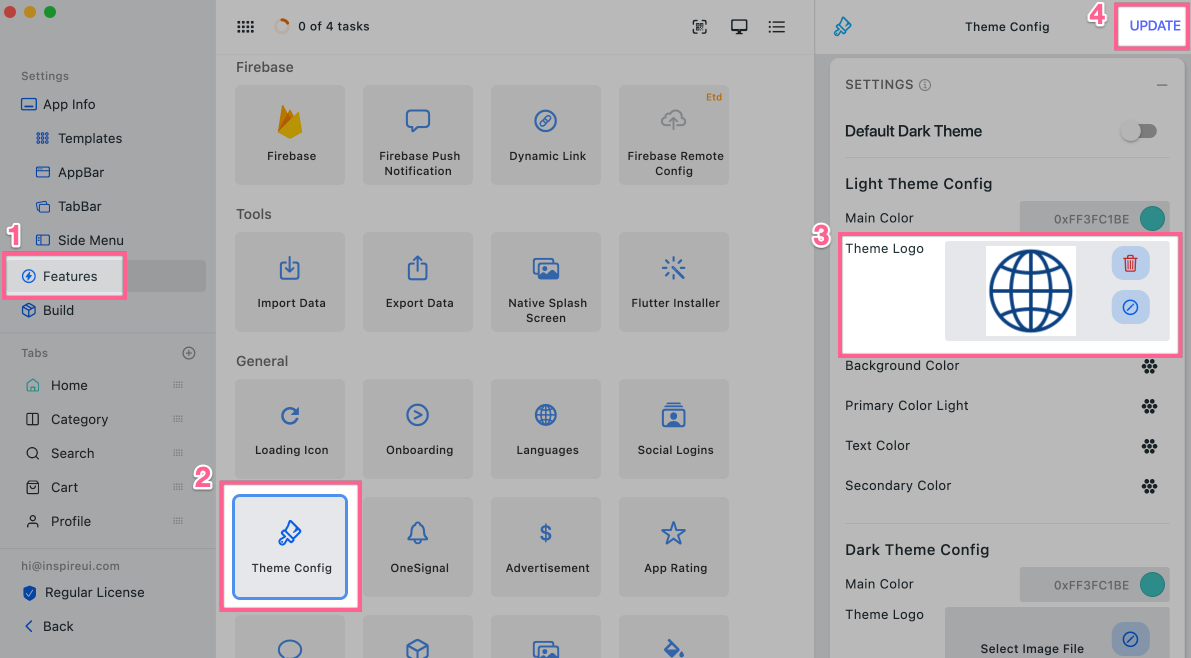 Settings
App Info
Templates
AppBar
TabBar
Side Menu
1
Features
Build
Tabs
Home
Category
Search
Cart
Profile
hi@inspireui.com
Regular License
Back
0 of 4 tasks
Firebase
Firebase
Firebase Push
Notification
Dynamic Link
Etd
Firebase Remote
Config
Tools
Import Data
Export Data
Native Splash
Screen
Flutter Installer
General
Loading Icon
Onboarding
Languages
Social Logins
2
Theme Config
OneSignal
$
Advertisement
App Rating
Theme Config
4
UPDATE
SETTINGS
Default Dark Theme
Light Theme Config
Main Color
0xFF3FC1BE
3
Theme Logo
Background Color
Primary Color Light
Text Color
Secondary Color
Dark Theme Config
Main Color
0xFF3FC1BE
Theme Logo
Select Image File